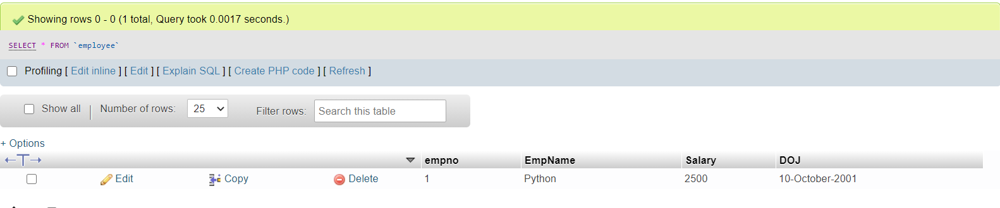 Showing rows 0 - 0 (1 total, Query took 0.0017 seconds.)
SELECT * FROM `employee`
Profiling [ Edit inline ] [ Edit ] [ Explain SQL ] [ Create PHP code ] [ Refresh ]
Show all | Number of rows: 25 Filter rows: Search this table
+ Options
←T→ empno EmpName Salary DOJ
Edit Copy Delete 1 Python 2500 10-October-2001